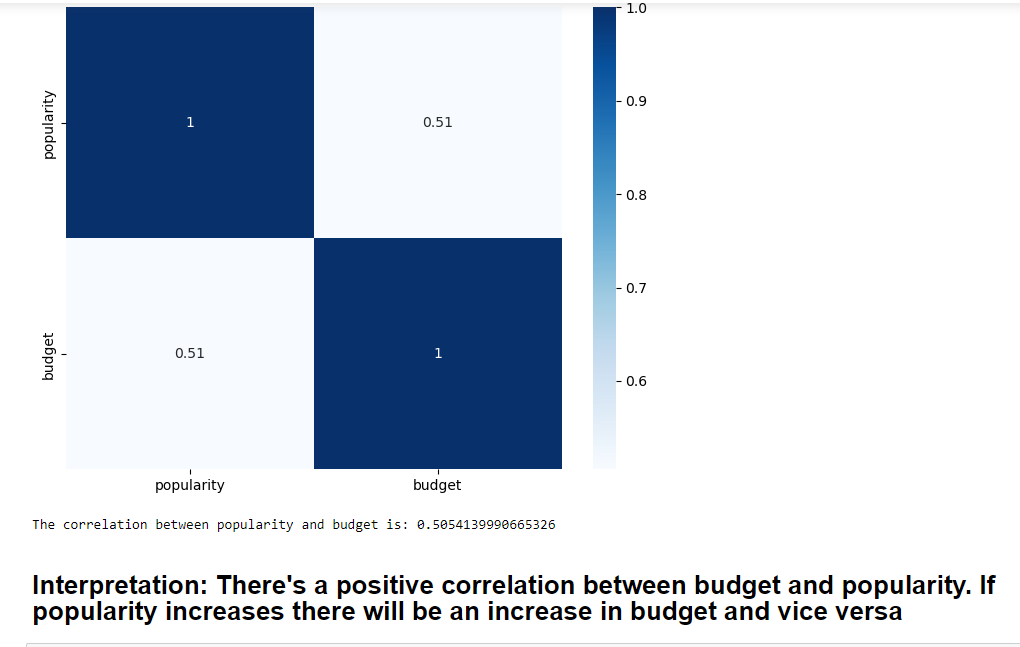 1.0
popularity
1
0.51
0.9
0.8
0.7
budget
0.51
1
0.6
popularity
budget
The correlation between popularity and budget is: 0.5054139990665326
Interpretation: There's a positive correlation between budget and popularity. If
popularity increases there will be an increase in budget and vice versa